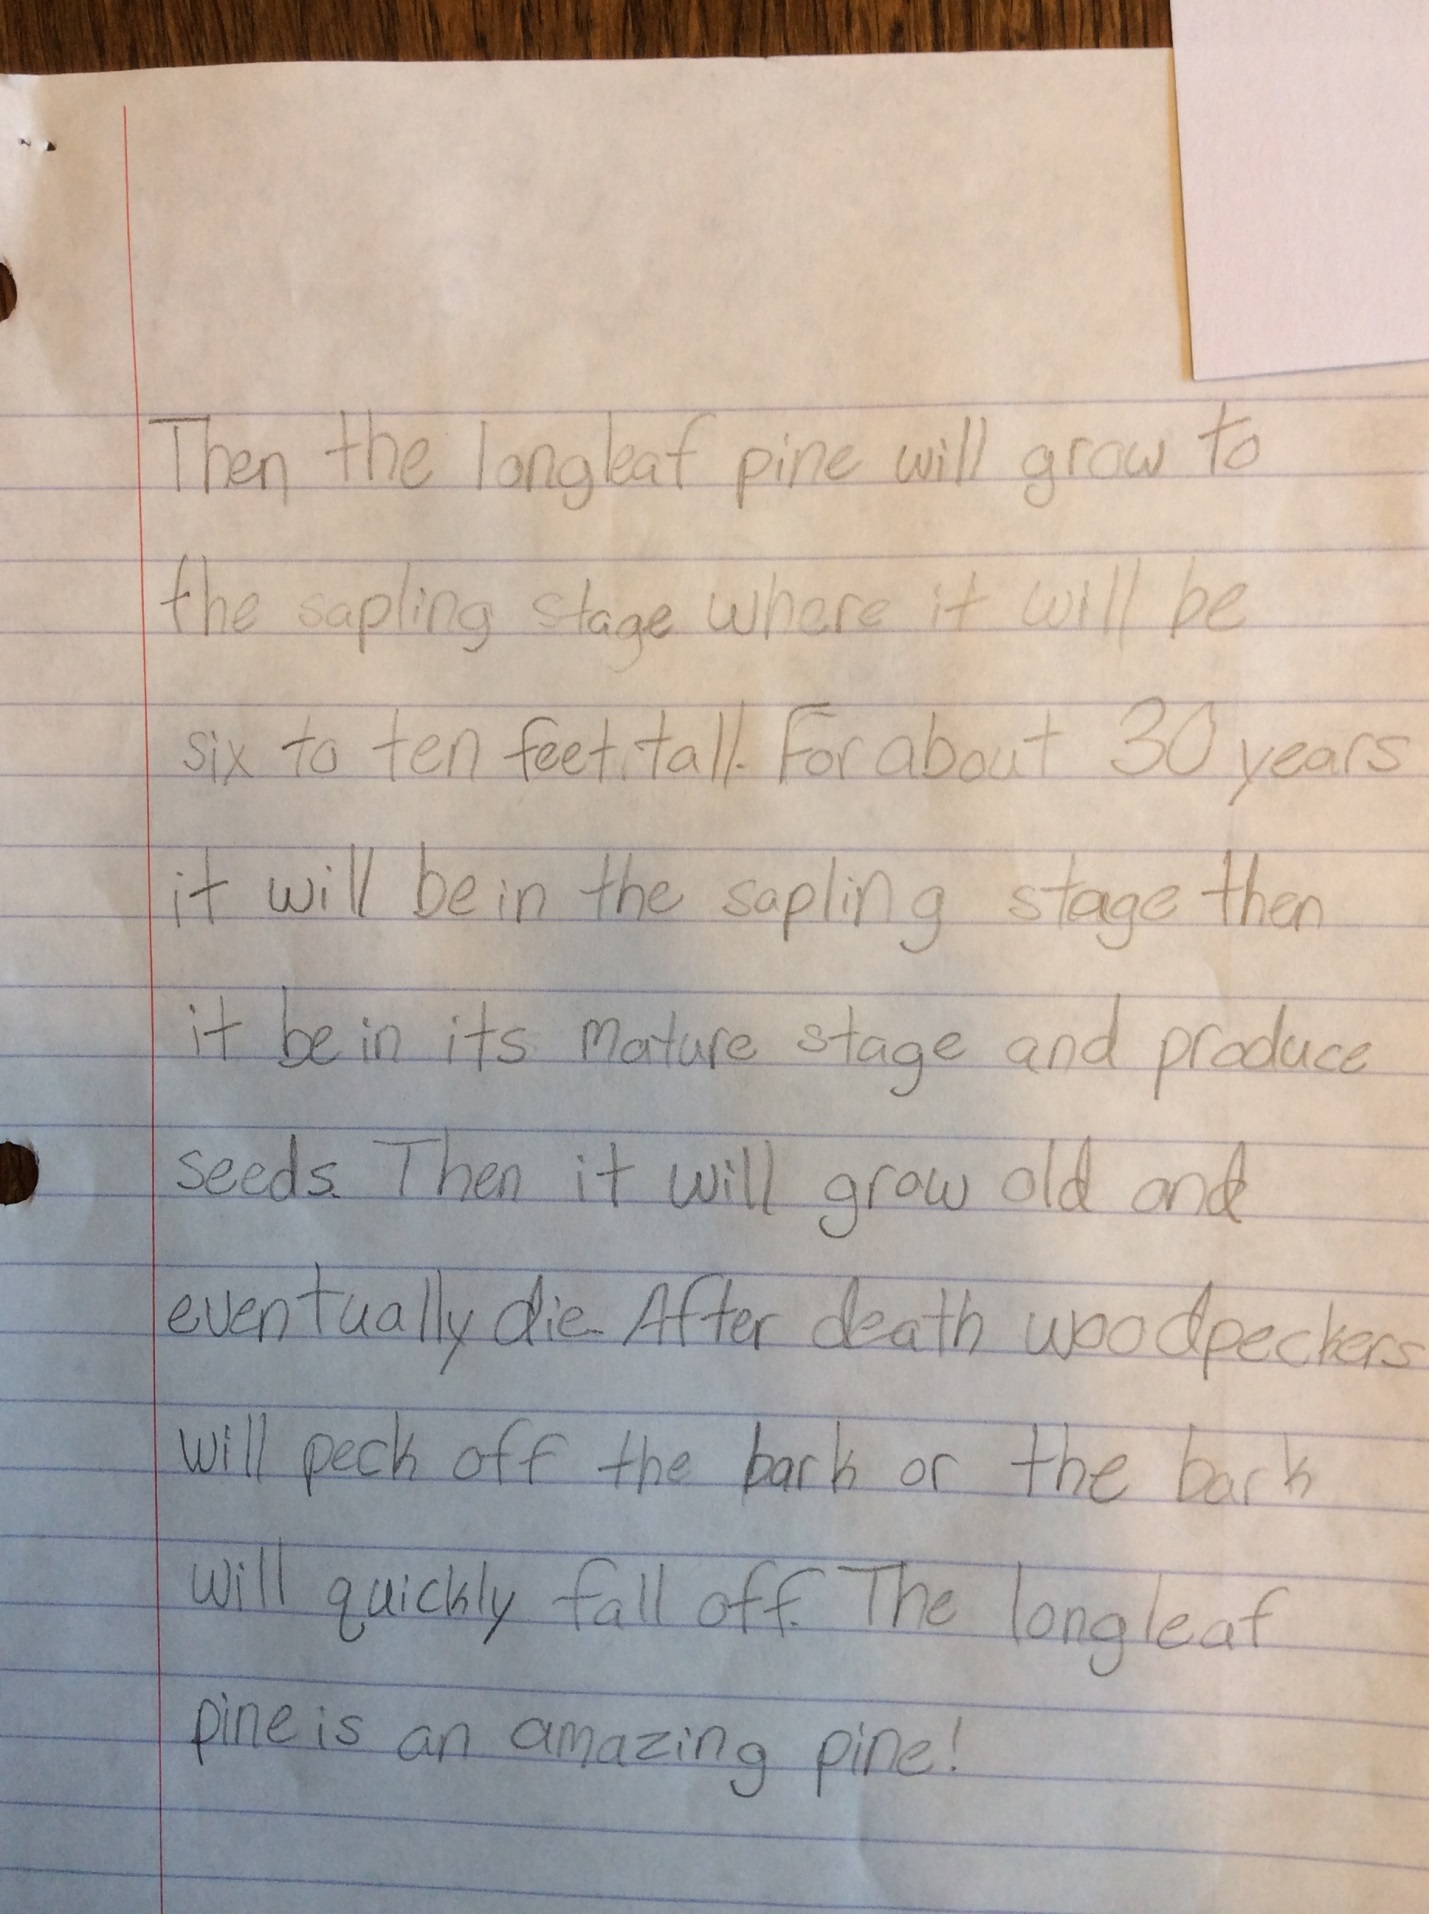 Then the longleaf pine will grow to
the sapling stage where it will be
six to ten feet tall. For about 30 years
it will be in the sapling stage then
it be in its mature stage and produce
seeds. Then it will grow old and
eventually die. After death woodpeckers
will peck off the bark or the bark
will quickly fall off. The longleaf
pine is an amazing pine!